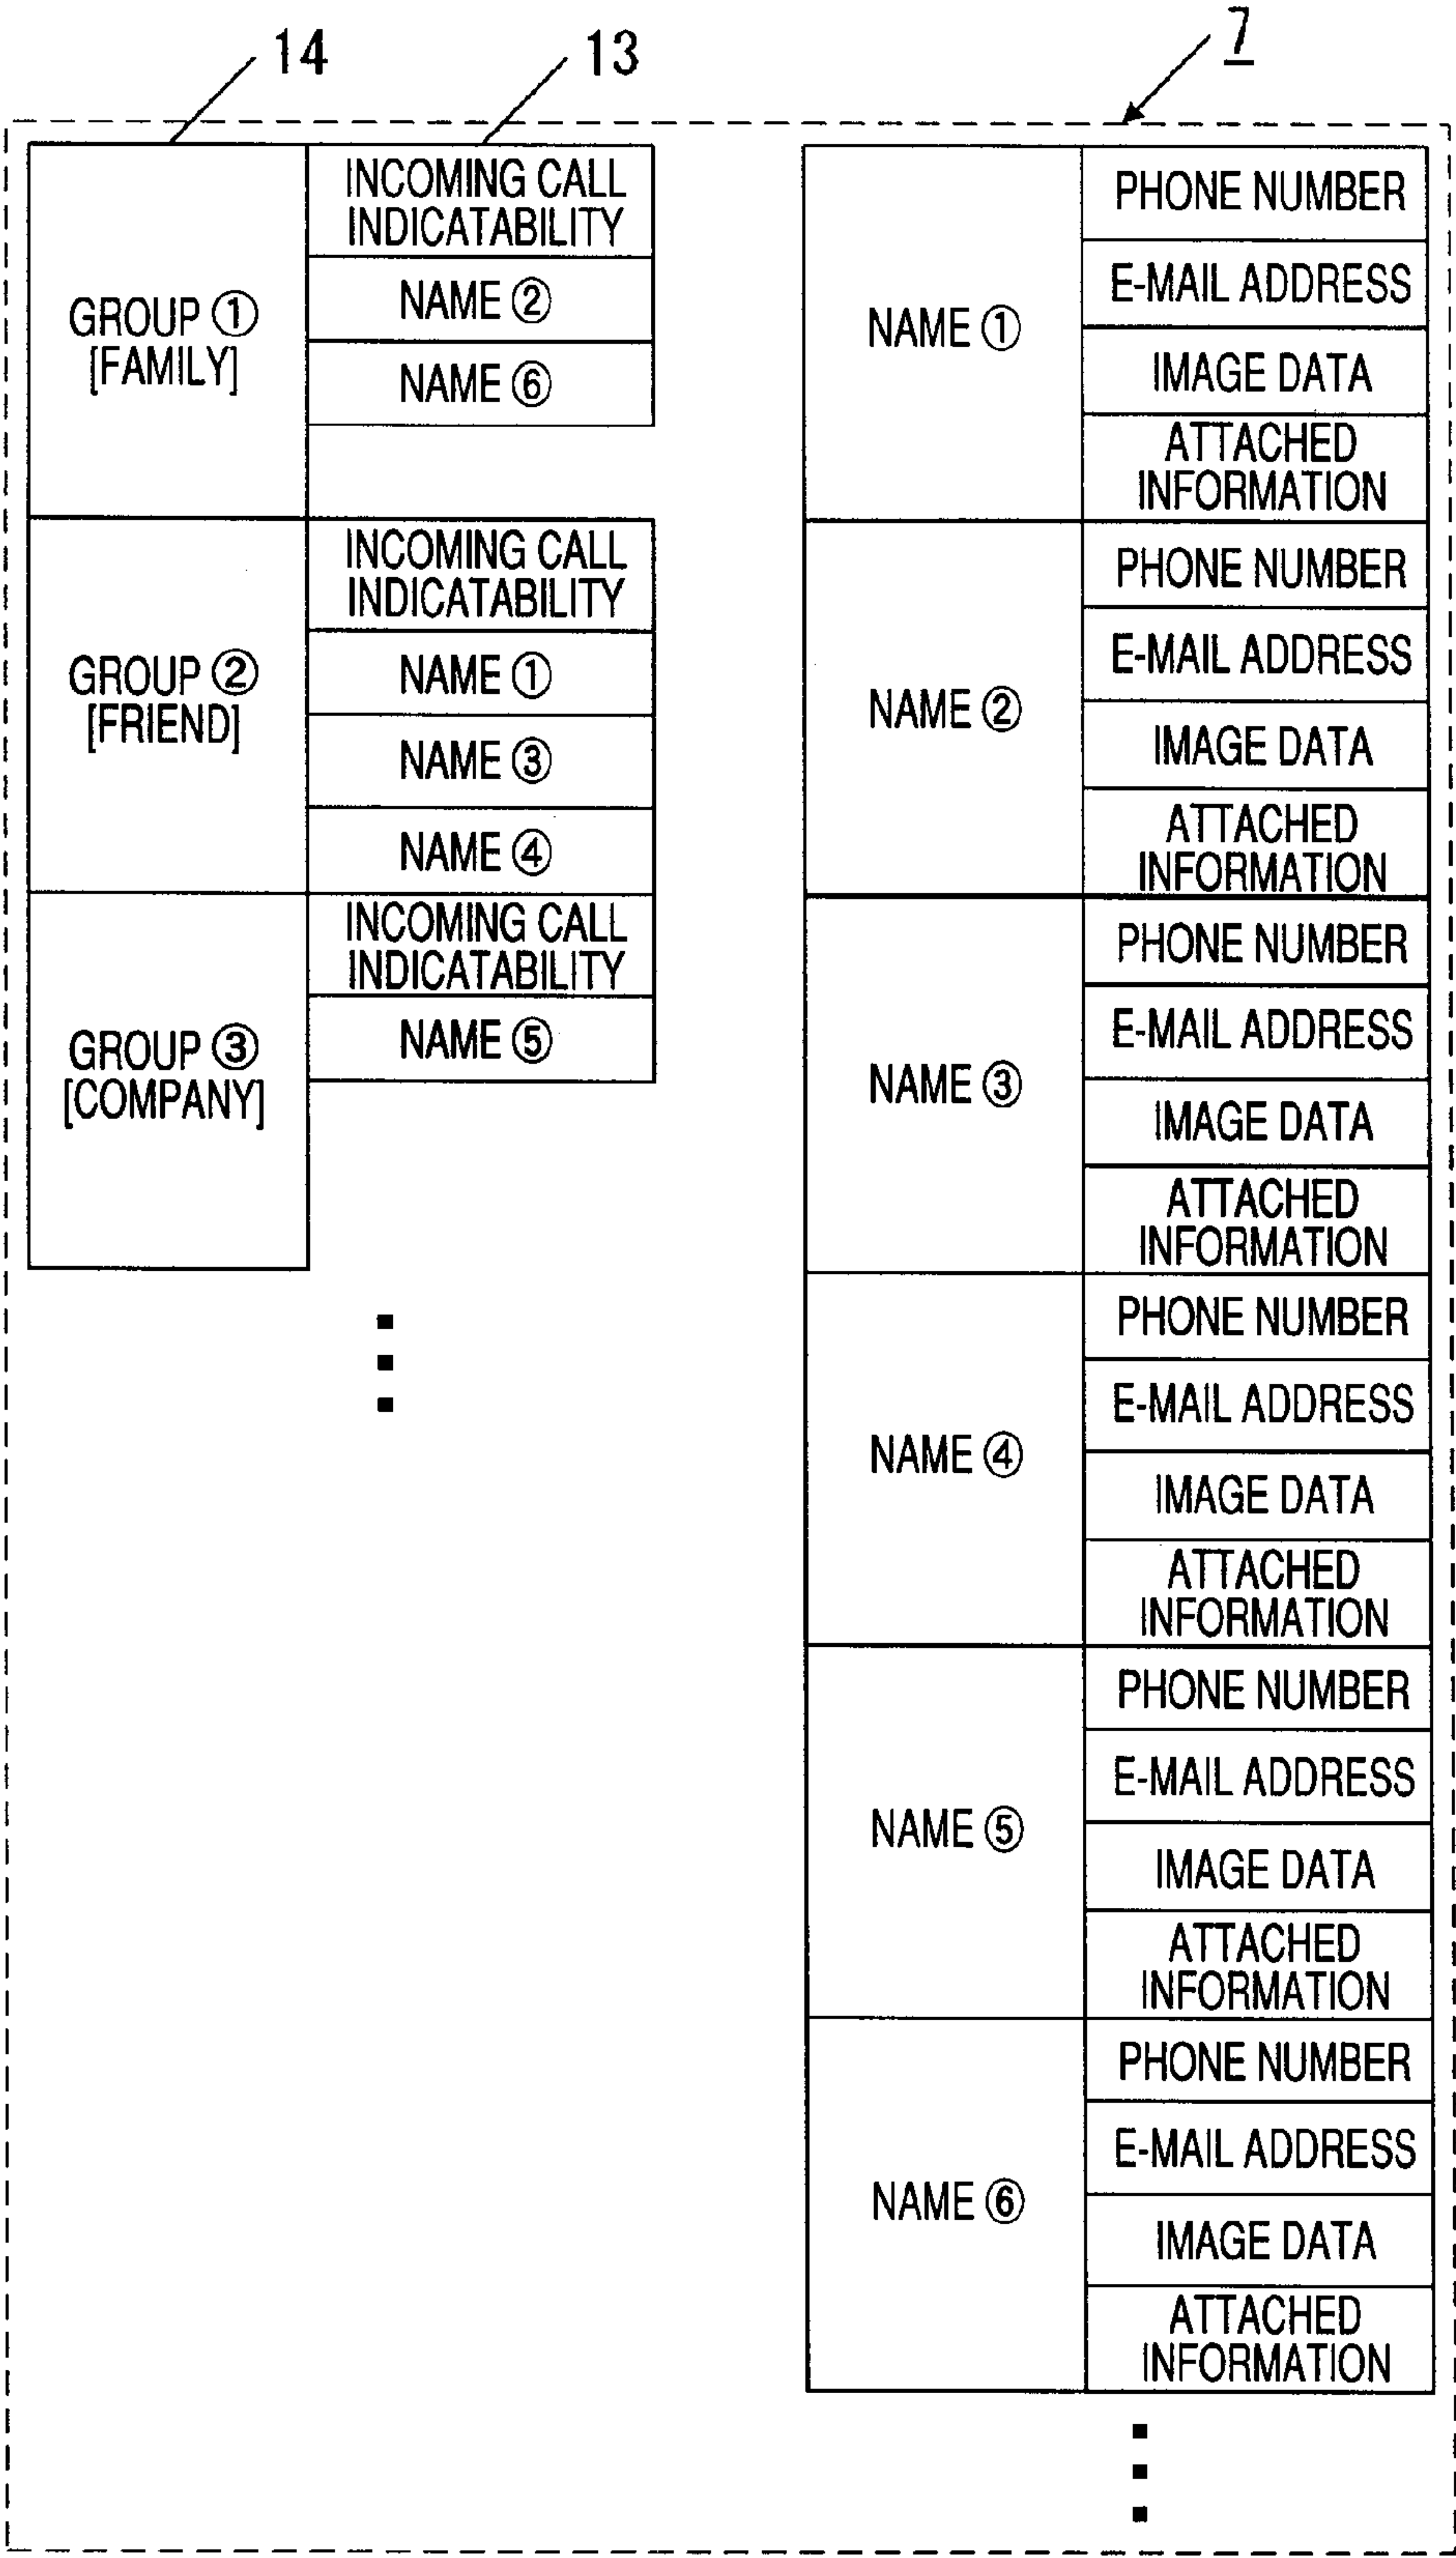 14
13
7
GROUP ①
[FAMILY]
INCOMING CALL
INDICATABILITY
NAME ②
NAME ⑥
GROUP ②
[FRIEND]
INCOMING CALL
INDICATABILITY
NAME ①
NAME ③
NAME ④
GROUP ③
[COMPANY]
INCOMING CALL
INDICATABILITY
NAME ⑤
NAME ①
PHONE NUMBER
E-MAIL ADDRESS
IMAGE DATA
ATTACHED
INFORMATION
NAME ②
PHONE NUMBER
E-MAIL ADDRESS
IMAGE DATA
ATTACHED
INFORMATION
NAME ③
PHONE NUMBER
E-MAIL ADDRESS
IMAGE DATA
ATTACHED
INFORMATION
NAME ④
PHONE NUMBER
E-MAIL ADDRESS
IMAGE DATA
ATTACHED
INFORMATION
NAME ⑤
PHONE NUMBER
E-MAIL ADDRESS
IMAGE DATA
ATTACHED
INFORMATION
NAME ⑥
PHONE NUMBER
E-MAIL ADDRESS
IMAGE DATA
ATTACHED
INFORMATION